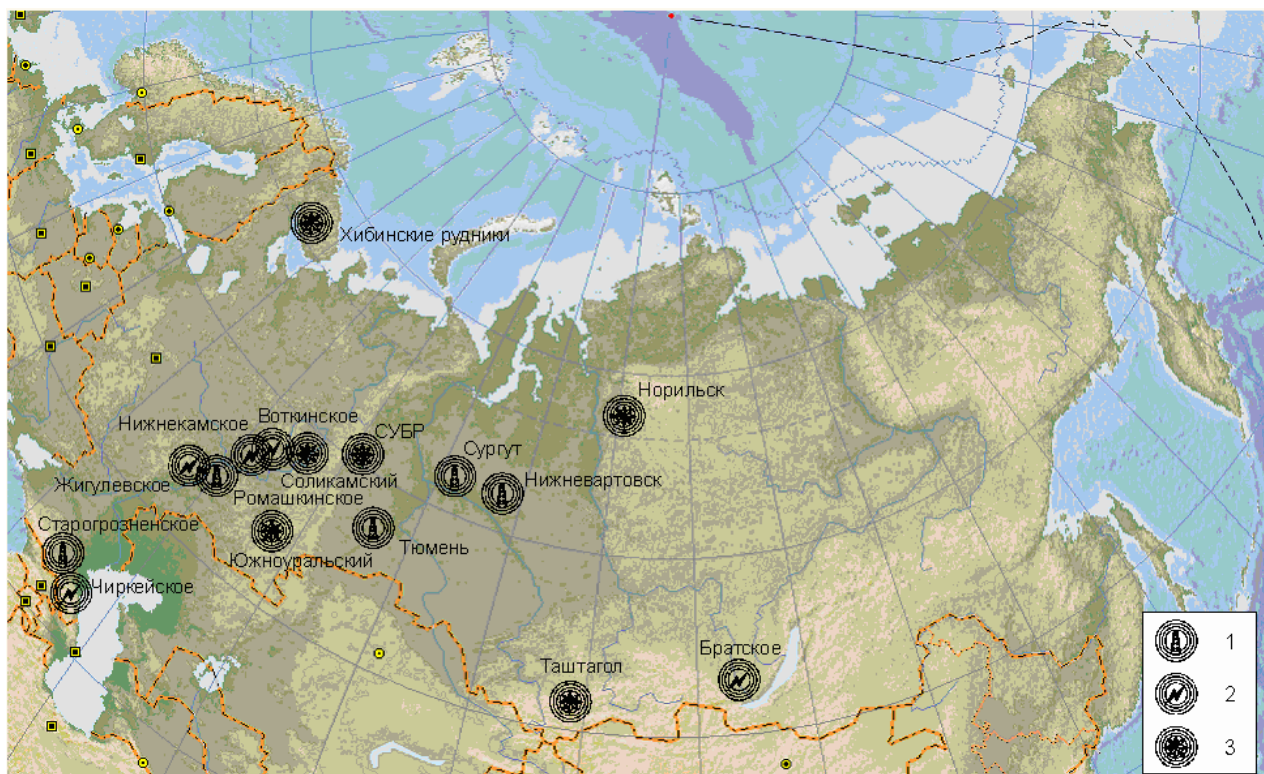 Хибинские рудники
Норильск
Нижнекамское
Воткинское
СУБР
Сургут
Жигулевское
Соликамский
Нижневартовск
Ромашкинское
Старогрозненское
Южноуральский
Тюмень
Чиркейское
Таштагол
Братское
1
2
3